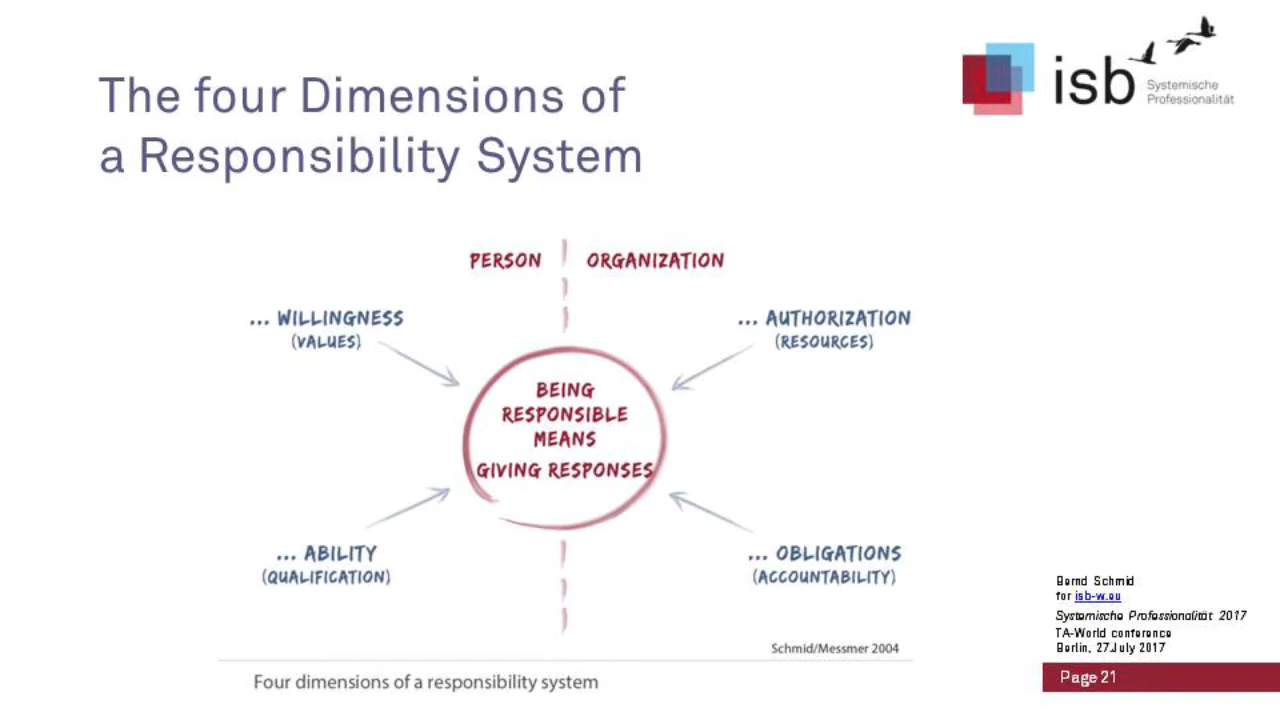 The four Dimensions of
a Responsibility System
isb
Systemische
Professionalität
PERSON
ORGANIZATION
... WILLINGNESS
(VALUES)
... AUTHORIZATION
(RESOURCES)
BEING
RESPONSIBLE
MEANS
GIVING RESPONSES
... ABILITY
(QUALIFICATION)
... OBLIGATIONS
(ACCOUNTABILITY)
Schmid/Messmer 2004
Four dimensions of a responsibility system
Bernd Schmid
for isb-w.eu
Systemische Professionalität 2017
TA-World conference
Berlin, 27.July 2017
Page 21